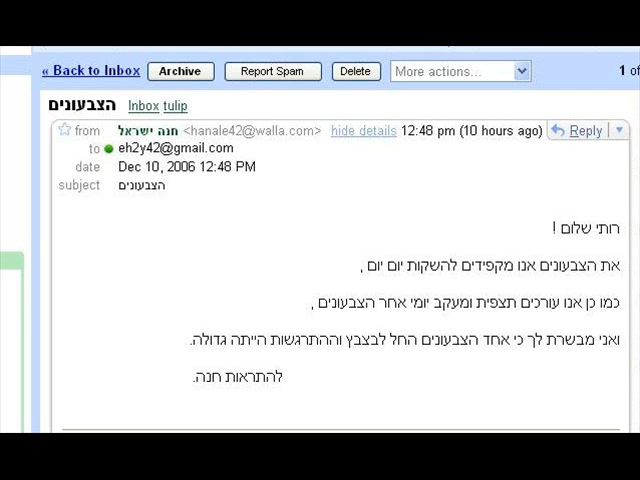 « Back to Inbox Archive Report Spam Delete More actions... 1 of
הצבעונים Inbox tulip
from חנה ישראל <hanale42@walla.com> hide details 12:48 pm (10 hours ago) Reply
to eh2y42@gmail.com
date Dec 10, 2006 12:48 PM
subject הצבעונים
רותי שלום !
את הצבעונים אנו מקפידים להשקות יום יום ,
כמו כן אנו עורכים תצפית ומעקב יומי אחר הצבעונים ,
ואני מבשרת לך כי אחד הצבעונים החל לבצבץ וההתרגשות הייתה גדולה.
להתראות חנה.